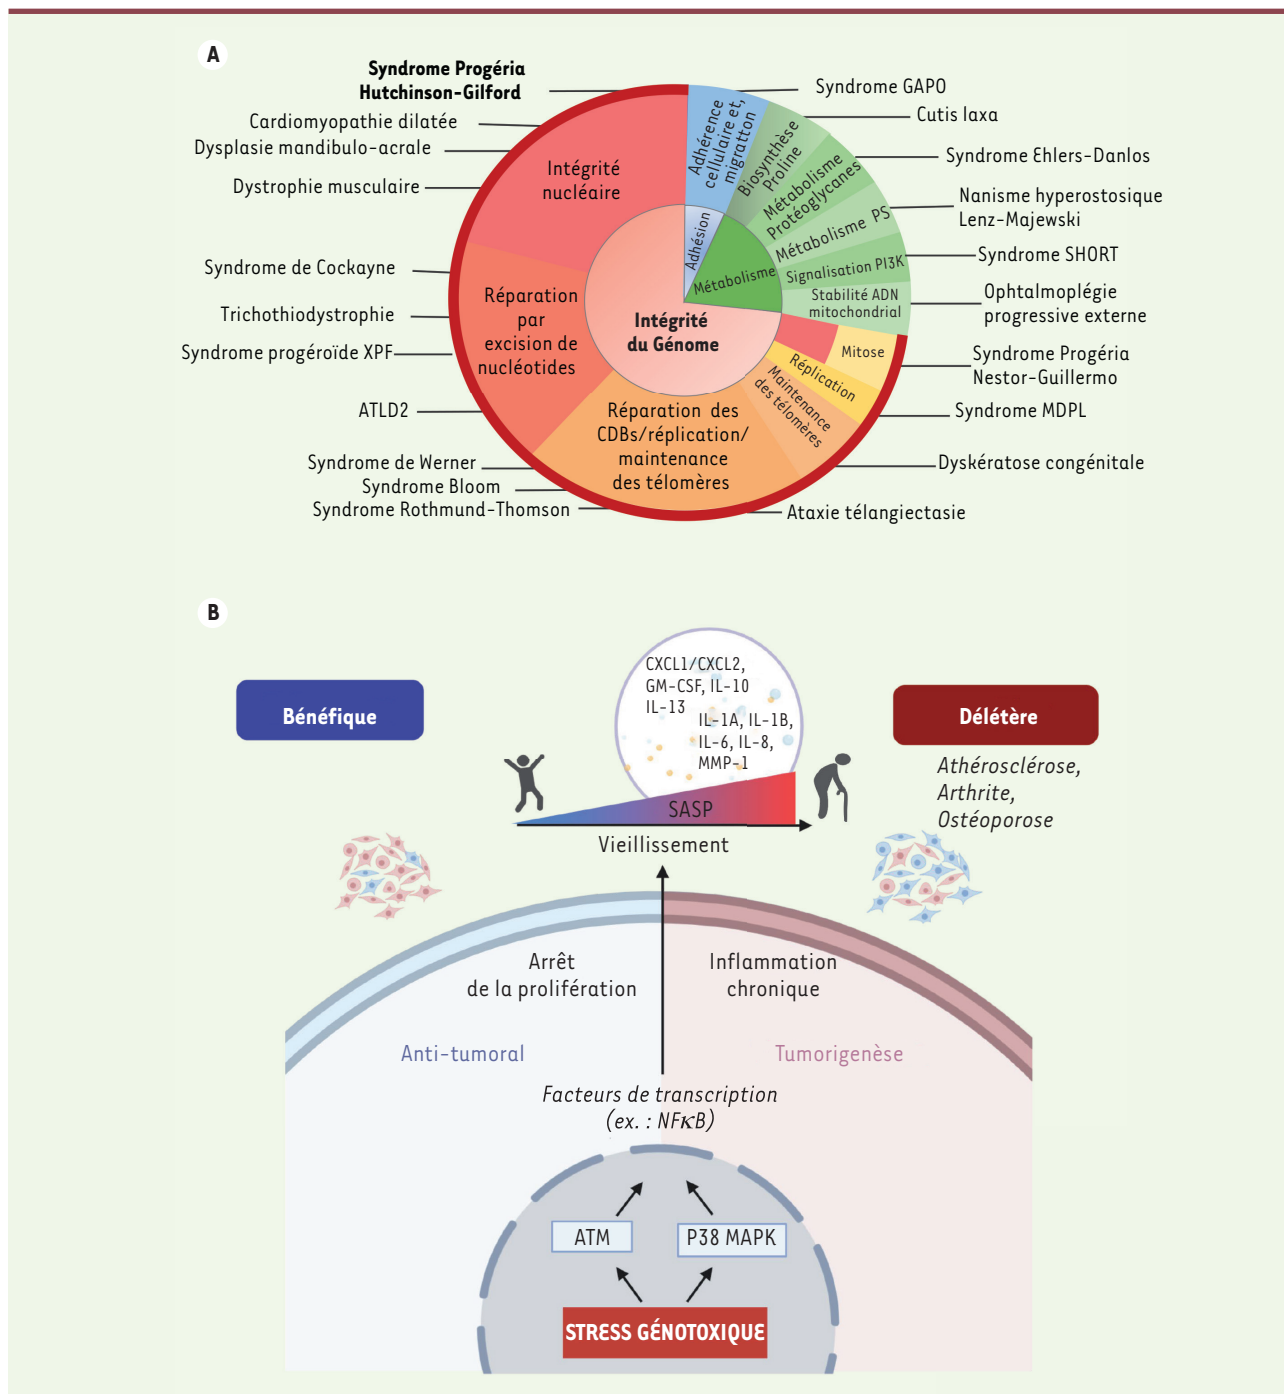 A
Syndrome Progéria
Hutchinson-Gilford
Cardiomyopathie dilatée
Dysplasie mandibulo-acrale
Dystrophie musculaire
Syndrome de Cockayne
Trichothiodystrophie
Syndrome progéroïde XPF
ATLD2
Syndrome de Werner
Syndrome Bloom
Syndrome Rothmund-Thomson
Syndrome GAPO
Cutis laxa
Syndrome Ehlers-Danlos
Nanisme hyperostosique
Lenz-Majewski
Syndrome SHORT
Ophtalmoplégie
progressive externe
Syndrome Progéria
Nestor-Guillermo
Syndrome MDPL
Dyskératose congénitale
Ataxie télangiectasie
Intégrité
nucléaire
Réparation
par
excision de
nucléotides
Réparation des
CDBs/réplication/
maintenance
des télomères
Maintenance
des télomères
Réplication
Mitose
Adhérence
cellulaire et,
migratton
Biosynthèse
Proline
Métabolisme
Protéoglycanes
Métabolisme PS
Signalisation PI3K
Stabilité ADN
mitochondrial
Adhésion
Métabolisme
Intégrité
du Génome
B
Bénéfique
CXCL1/CXCL2,
GM-CSF, IL-10
IL-13
IL-1A, IL-1B,
IL-6, IL-8,
MMP-1
SASP
Vieillissement
Délétère
Athérosclérose,
Arthrite,
Ostéoporose
Arrêt
de la prolifération
Inflammation
chronique
Anti-tumoral
Tumorigenèse
Facteurs de transcription
(ex. : NFκB)
ATM
P38 MAPK
STRESS GÉNOTOXIQUE